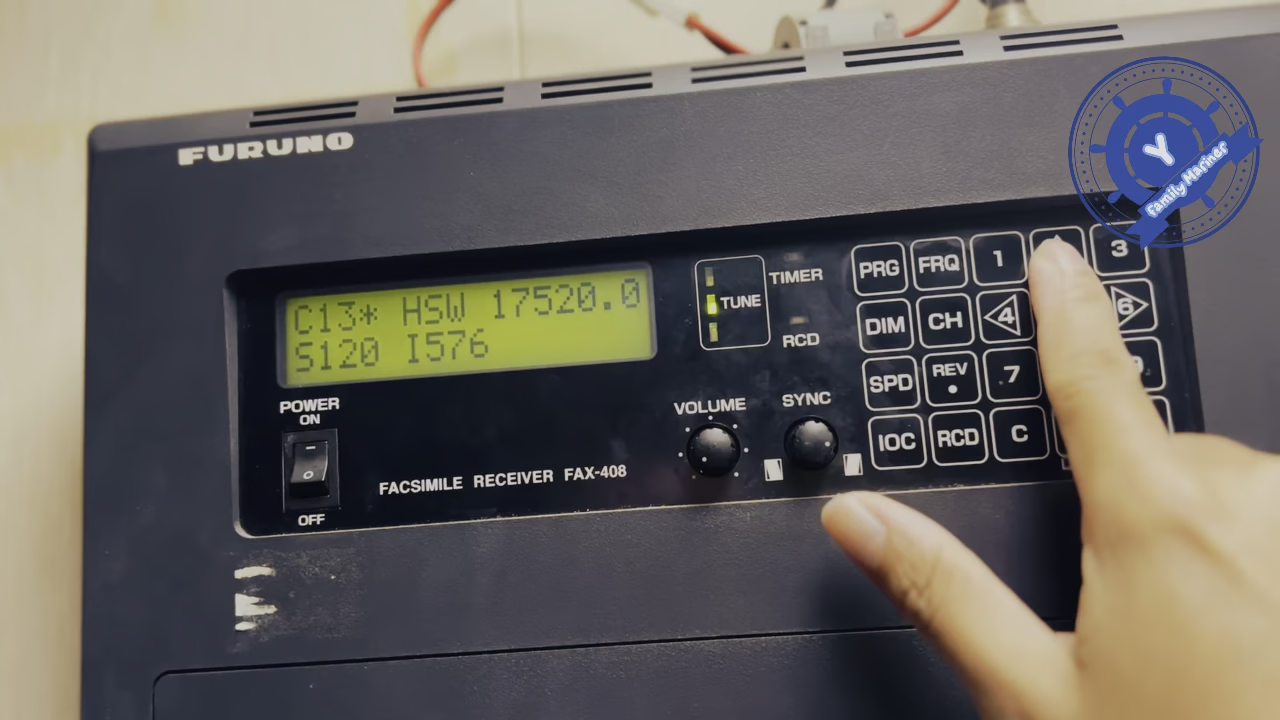 FURUNO
Y
Family Mariner
C13* HSW 17520.0
S120 I576
TUNE
TIMER
RCD
PRG FRQ 1 3
DIM CH 4 6
SPD REV 7 9
IOC RCD C
POWER
ON
OFF
VOLUME
SYNC
FACSIMILE RECEIVER FAX-408